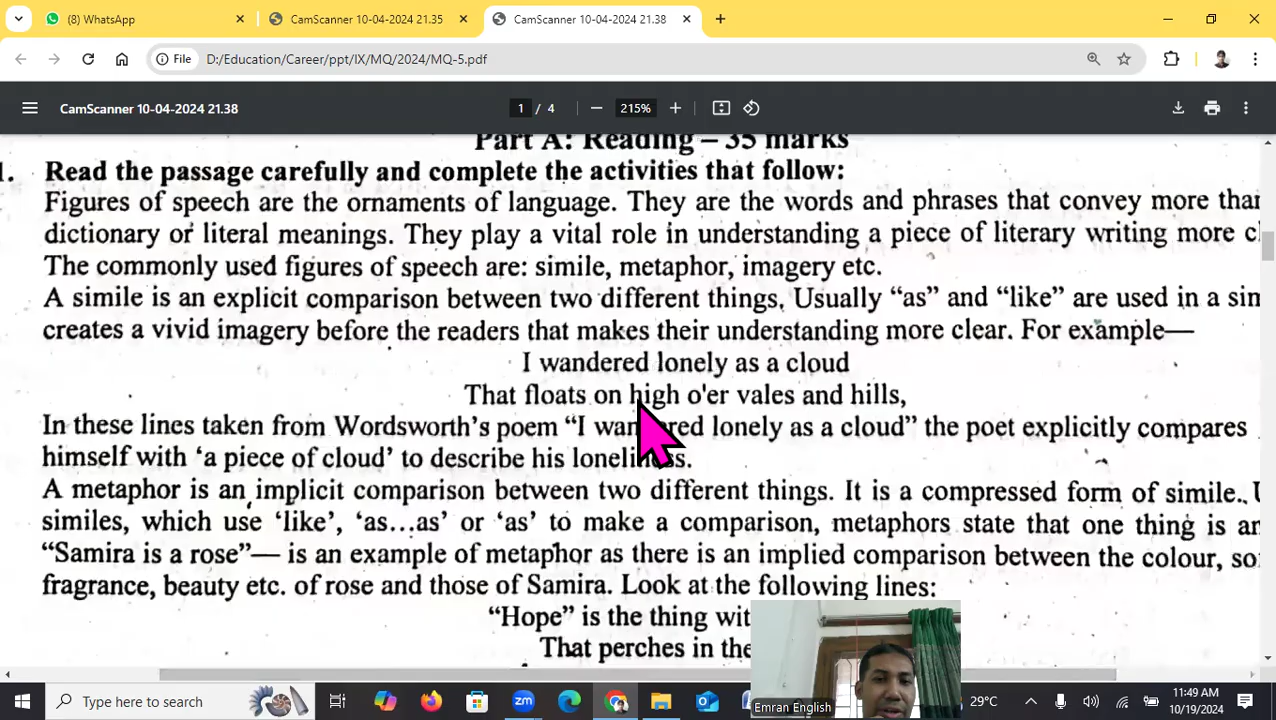 (8) WhatsApp
CamScanner 10-04-2024 21.35
CamScanner 10-04-2024 21.38
File
D:/Education/Career/ppt/IX/MQ/2024/MQ-5.pdf
CamScanner 10-04-2024 21.38
1 / 4
215%
Part A: Reading – 35 marks
1. Read the passage carefully and complete the activities that follow:
Figures of speech are the ornaments of language. They are the words and phrases that convey more than
dictionary or literal meanings. They play a vital role in understanding a piece of literary writing more cl
The commonly used figures of speech are: simile, metaphor, imagery etc.
A simile is an explicit comparison between two different things. Usually “as” and “like” are used in a sim
creates a vivid imagery before the readers that makes their understanding more clear. For example—
I wandered lonely as a cloud
That floats on high o'er vales and hills,
In these lines taken from Wordsworth's poem “I wandered lonely as a cloud” the poet explicitly compares
himself with ‘a piece of cloud’ to describe his loneliness.
A metaphor is an implicit comparison between two different things. It is a compressed form of simile. U
similes, which use ‘like’, ‘as...as’ or ‘as’ to make a comparison, metaphors state that one thing is an
“Samira is a rose”— is an example of metaphor as there is an implied comparison between the colour, so
fragrance, beauty etc. of rose and those of Samira. Look at the following lines:
“Hope” is the thing wit
That perches in the
Emran English
Type here to search
zm
29°C
11:49 AM
10/19/2024